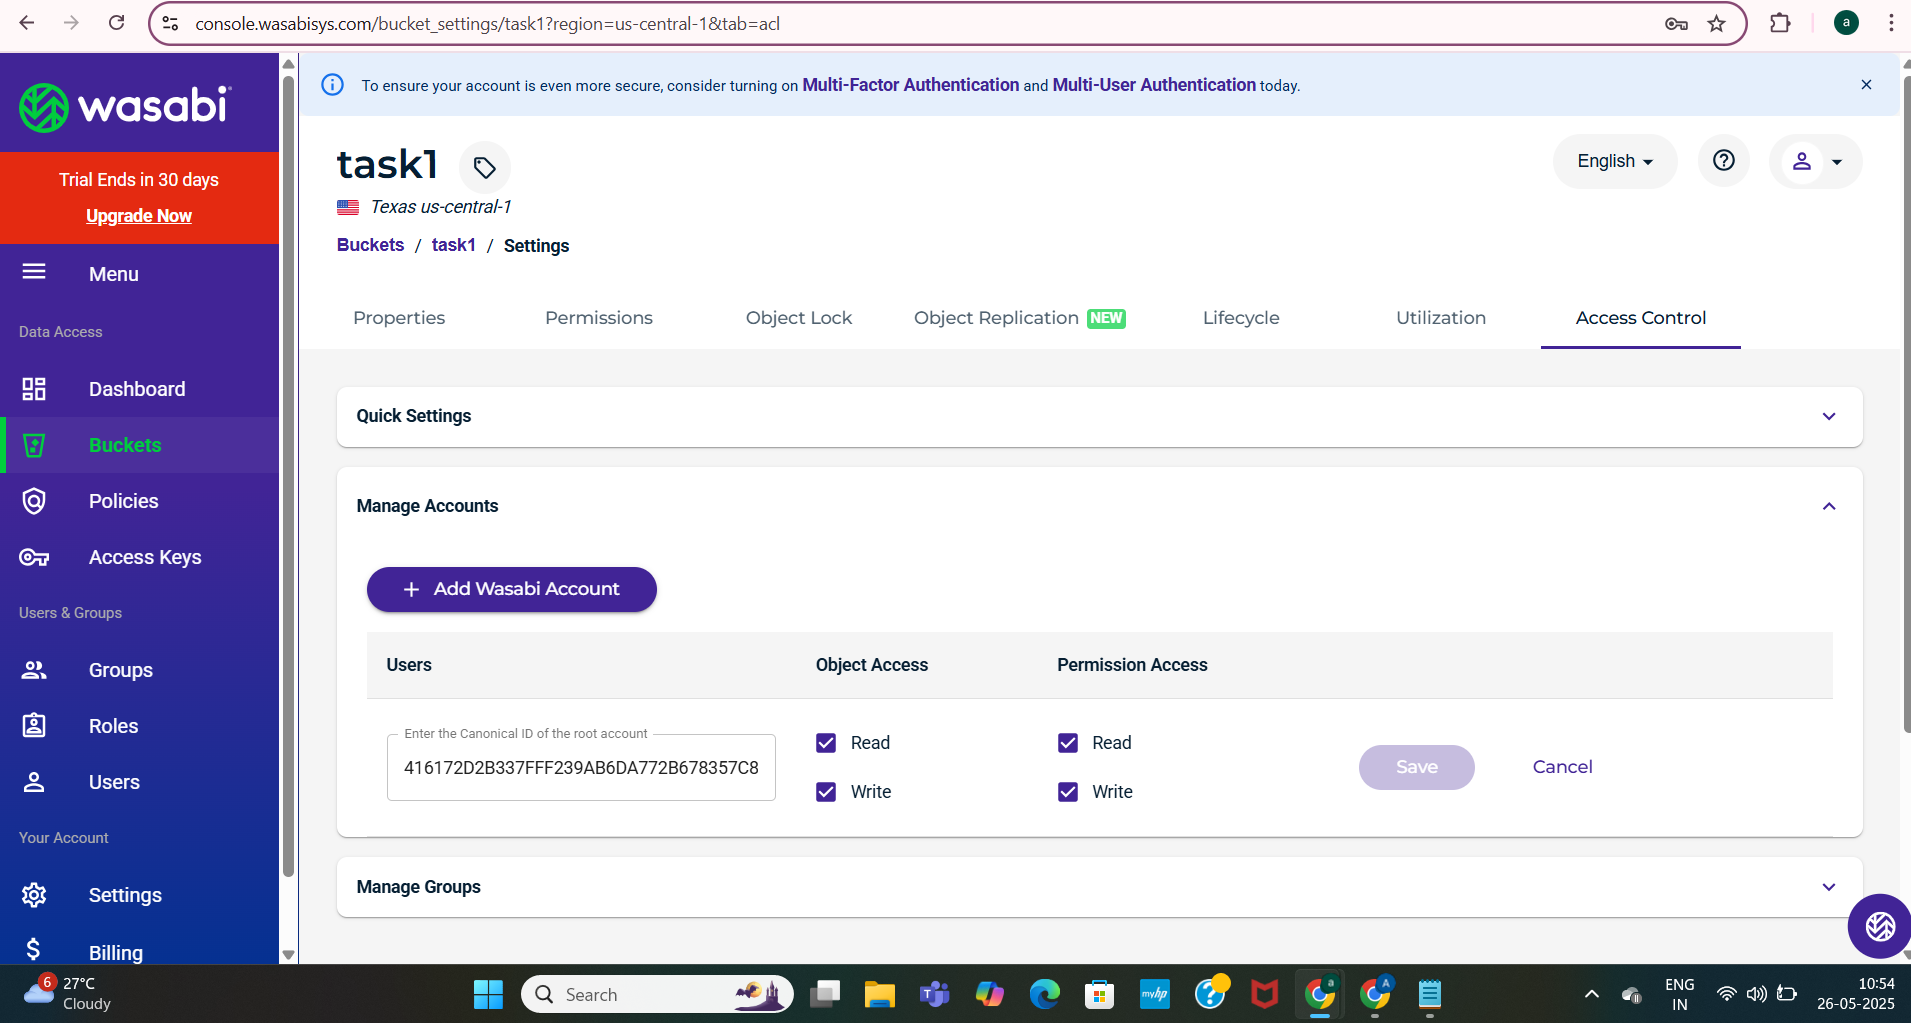 console.wasabisys.com/bucket_settings/task1?region=us-central-1&tab=acl
a
wasabi
Trial Ends in 30 days
Upgrade Now
Menu
Data Access
Dashboard
Buckets
Policies
Access Keys
Users & Groups
Groups
Roles
Users
Your Account
Settings
Billing
To ensure your account is even more secure, consider turning on Multi-Factor Authentication and Multi-User Authentication today.
task1
English
Texas us-central-1
Buckets / task1 / Settings
Properties Permissions Object Lock Object Replication NEW Lifecycle Utilization Access Control
Quick Settings
Manage Accounts
+ Add Wasabi Account
Users Object Access Permission Access
Enter the Canonical ID of the root account
416172D2B337FFF239AB6DA772B678357C8
Read Read
Write Write
Save Cancel
Manage Groups
6
27°C
Cloudy
Search
T
myhp
?
a
A
ENG
IN
10:54
26-05-2025